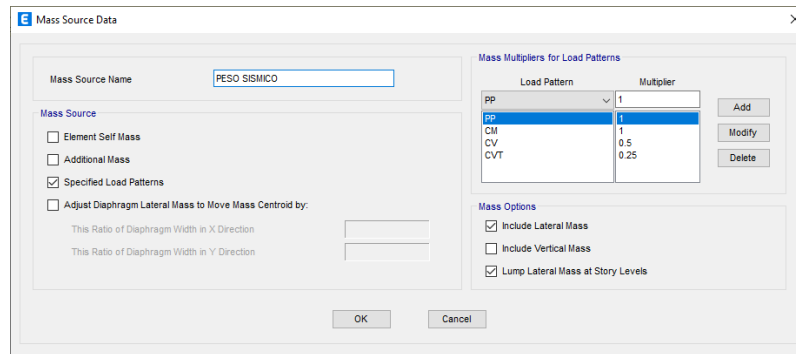 E Mass Source Data
Mass Source Name PESO SISMICO
Mass Source
Element Self Mass
Additional Mass
Specified Load Patterns
Adjust Diaphragm Lateral Mass to Move Mass Centroid by:
This Ratio of Diaphragm Width in X Direction
This Ratio of Diaphragm Width in Y Direction
Mass Multipliers for Load Patterns
Load Pattern Multiplier
PP 1
PP 1
CM 1
CV 0.5
CVT 0.25
Add
Modify
Delete
Mass Options
Include Lateral Mass
Include Vertical Mass
Lump Lateral Mass at Story Levels
OK Cancel